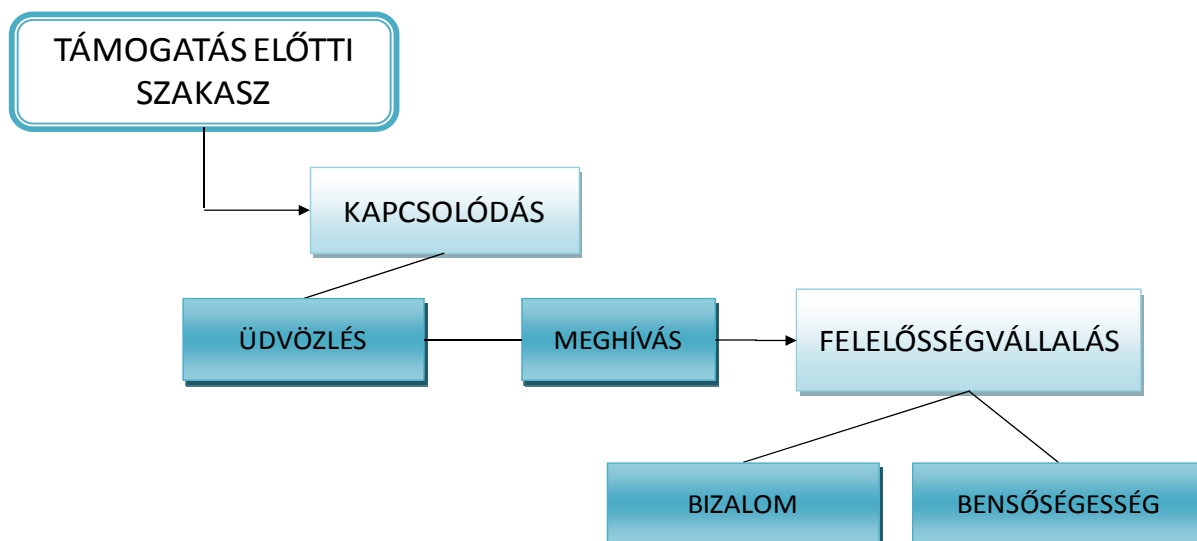 TÁMOGATÁS ELŐTTI
SZAKASZ
KAPCSOLÓDÁS
ÜDVÖZLÉS
MEGHÍVÁS
FELELŐSSÉGVÁLLALÁS
BIZALOM
BENSŐSÉGESSÉG